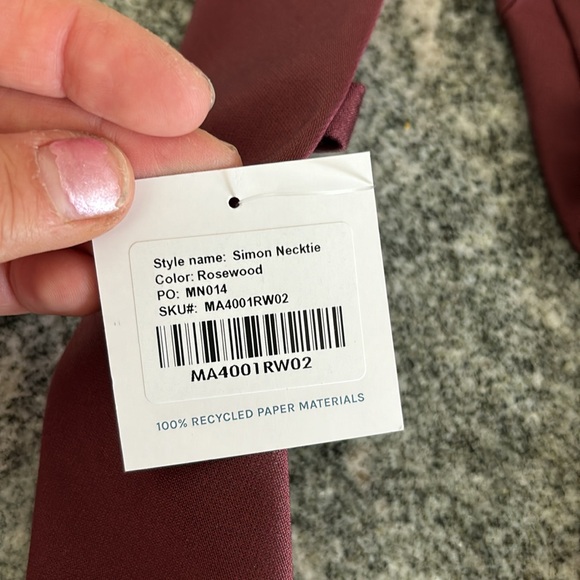 Style name: Simon Necktie
Color: Rosewood
PO: MN014
SKU#: MA4001RW02
MA4001RW02
100% RECYCLED PAPER MATERIALS